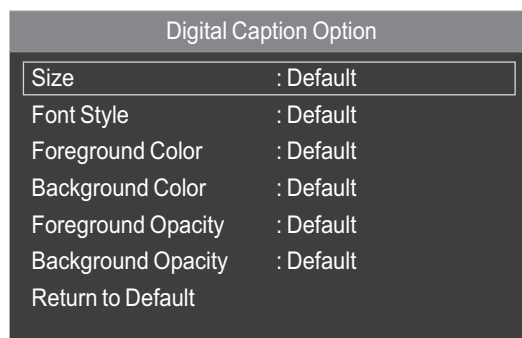 Digital Caption Option
Size : Default
Font Style : Default
Foreground Color : Default
Background Color : Default
Foreground Opacity : Default
Background Opacity : Default
Return to Default